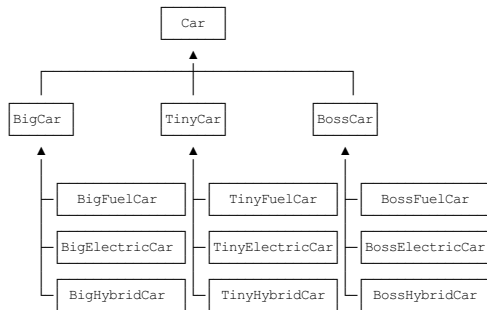 Car
BigCar TinyCar BossCar
BigFuelCar TinyFuelCar BossFuelCar
BigElectricCar TinyElectricCar BossElectricCar
BigHybridCar TinyHybridCar BossHybridCar